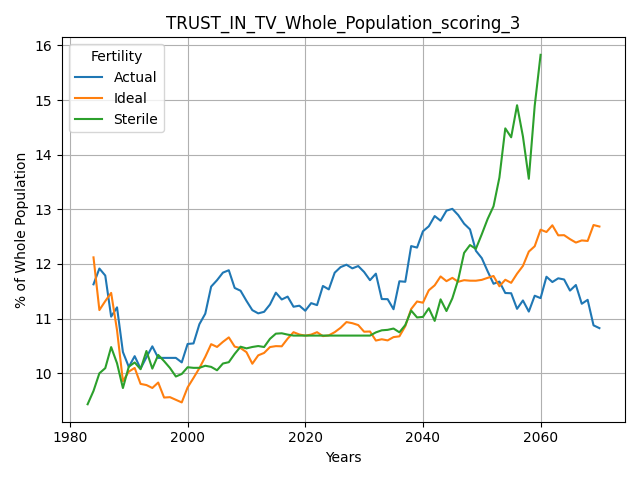 TRUST_IN_TV_Whole_Population_scoring_3
Fertility
Actual
Ideal
Sterile
% of Whole Population
16
15
14
13
12
11
10
1980
2000
2020
2040
2060
Years